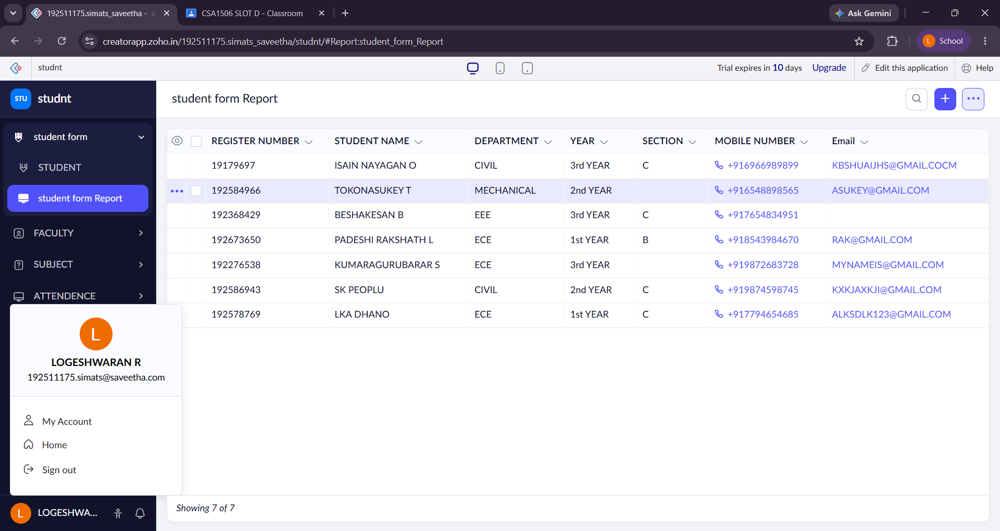 192511175.simats_saveetha -
CSA1506 SLOT D - Classroom
Ask Gemini
creatorapp.zoho.in/192511175.simats_saveetha/studnt/#Report:student_form_Report
L School
studnt
Trial expires in 10 days Upgrade
Edit this application
Help
STU studnt
student form Report
student form
STUDENT
student form Report
FACULTY
SUBJECT
ATTENDENCE
REGISTER NUMBER STUDENT NAME DEPARTMENT YEAR SECTION MOBILE NUMBER Email
19179697 ISAIN NAYAGAN O CIVIL 3rd YEAR C +916966989899 KBSHUAIJHS@GMAIL.COCM
192584966 TOKONASUKEY T MECHANICAL 2nd YEAR +916548898565 ASUKEY@GMAIL.COM
192368429 BESHAKESAN B EEE 3rd YEAR C +917654834951
192673650 PADESHI RAKSHATH L ECE 1st YEAR B +918543984670 RAK@GMAIL.COM
192276538 KUMARAGURUBARAR S ECE 3rd YEAR +919872683728 MYNAMEIS@GMAIL.COM
192586943 SK PEOPLU CIVIL 2nd YEAR C +919874598745 KXKJAXKJI@GMAIL.COM
192578769 LKA DHANO ECE 1st YEAR C +917794654685 ALKSDLK123@GMAIL.COM
L
LOGESHWARAN R
192511175.simats@saveetha.com
My Account
Home
Sign out
L LOGESHWA...
Showing 7 of 7